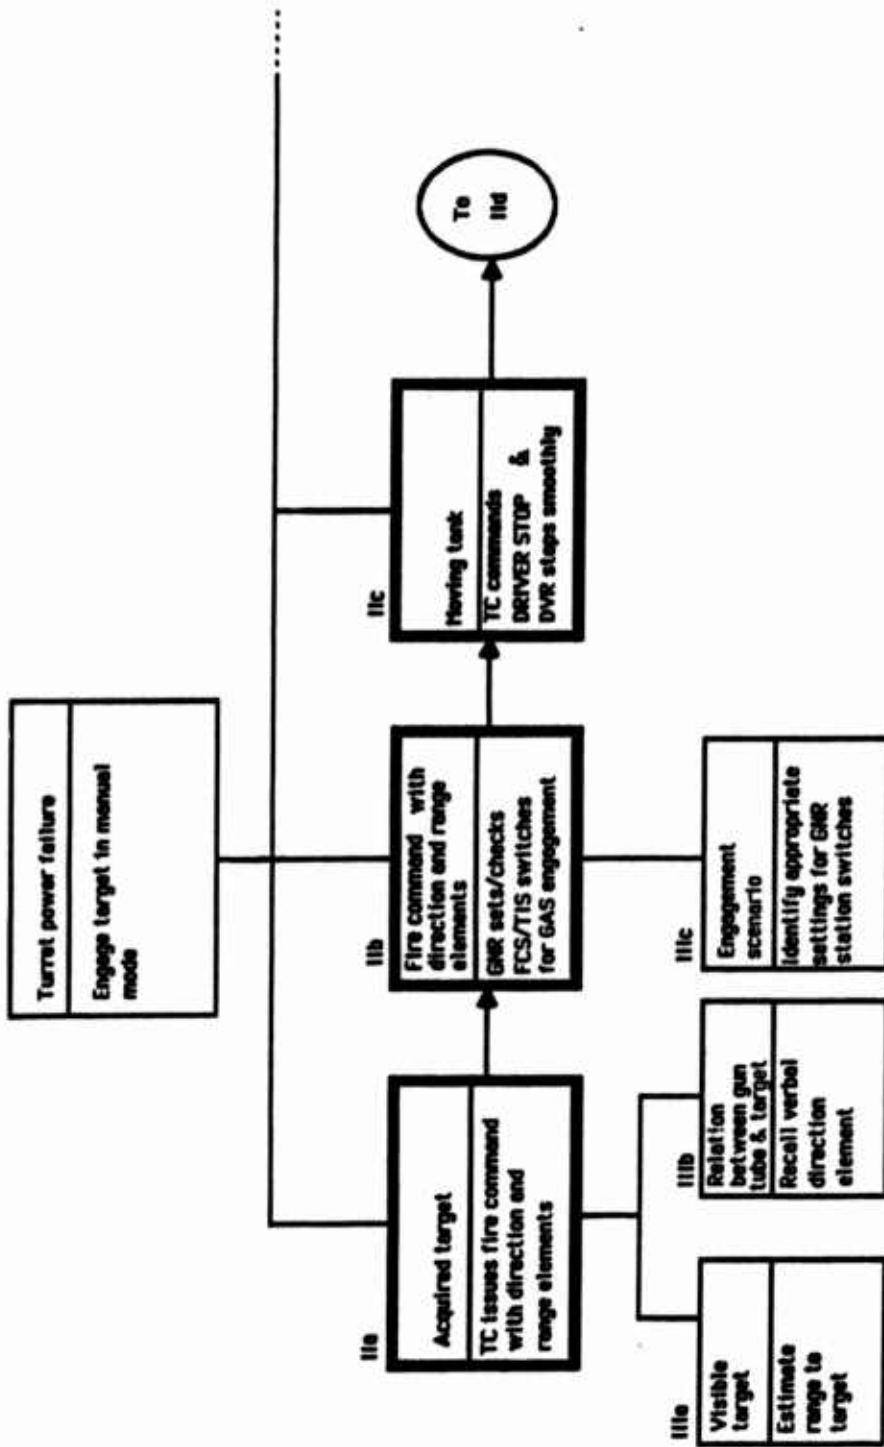 Turret power failure
Engage target in manual
mode
IIa
Acquired target
TC issues fire command
with direction and
range elements
IIb
Fire command with
direction and range
elements
GNR sets/checks
FCS/TIS switches
for GAS engagement
IIc
Moving tank
TC commands
DRIVER STOP &
DVR stops smoothly
To
IId
IIIa
Visible
target
Estimate
range to
target
IIIb
Relation
between gun
tube & target
Recall verbal
direction
element
IIIc
Engagement
scenario
Identify appropriate
settings for GNR
station switches